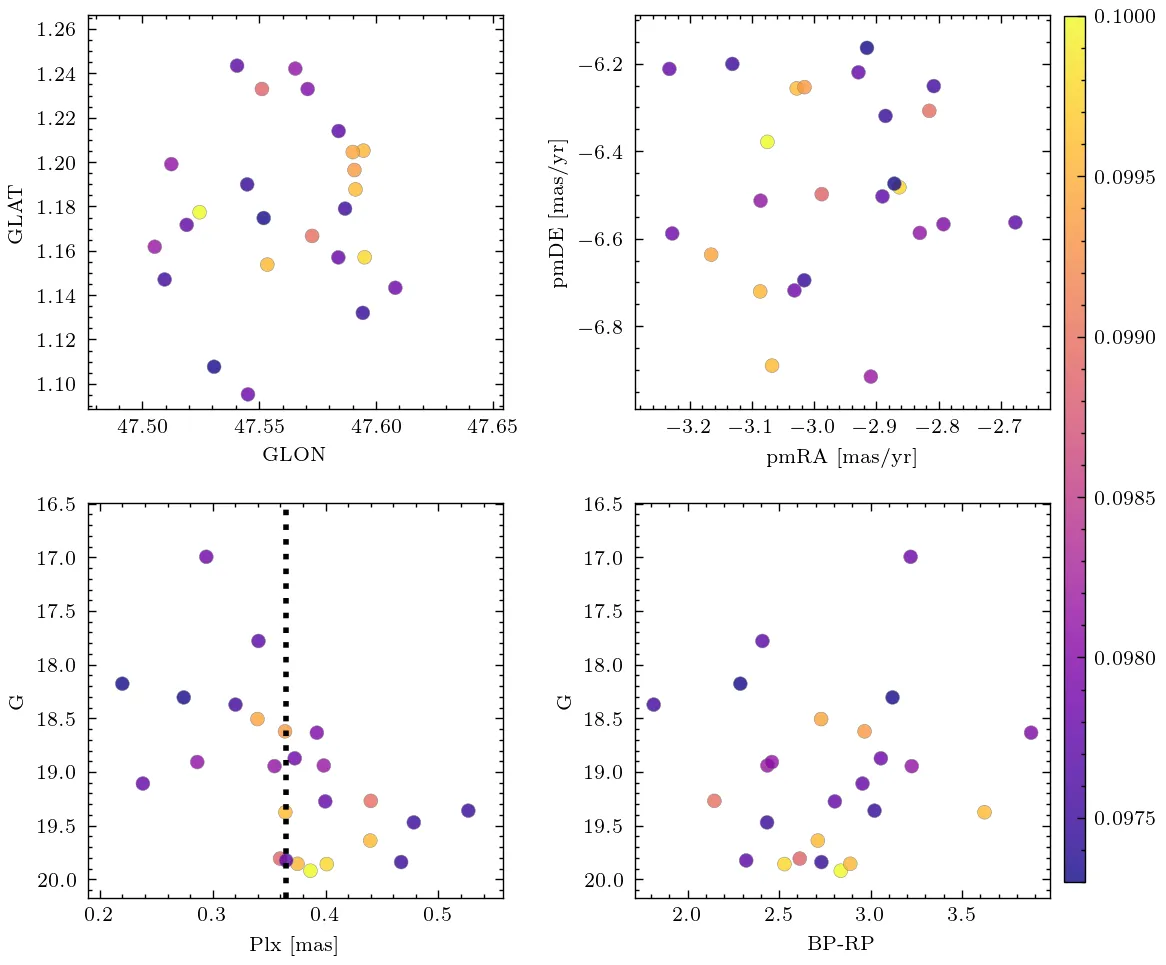 1.26
1.24
1.22
1.20
1.18
1.16
1.14
1.12
1.10
GLAT
47.50 47.55 47.60 47.65
GLON
−6.2
−6.4
−6.6
−6.8
pmDE [mas/yr]
−3.2 −3.1 −3.0 −2.9 −2.8 −2.7
pmRA [mas/yr]
0.1000
0.0995
0.0990
0.0985
0.0980
0.0975
16.5
17.0
17.5
18.0
18.5
19.0
19.5
20.0
G
0.2 0.3 0.4 0.5
Plx [mas]
16.5
17.0
17.5
18.0
18.5
19.0
19.5
20.0
G
2.0 2.5 3.0 3.5
BP-RP